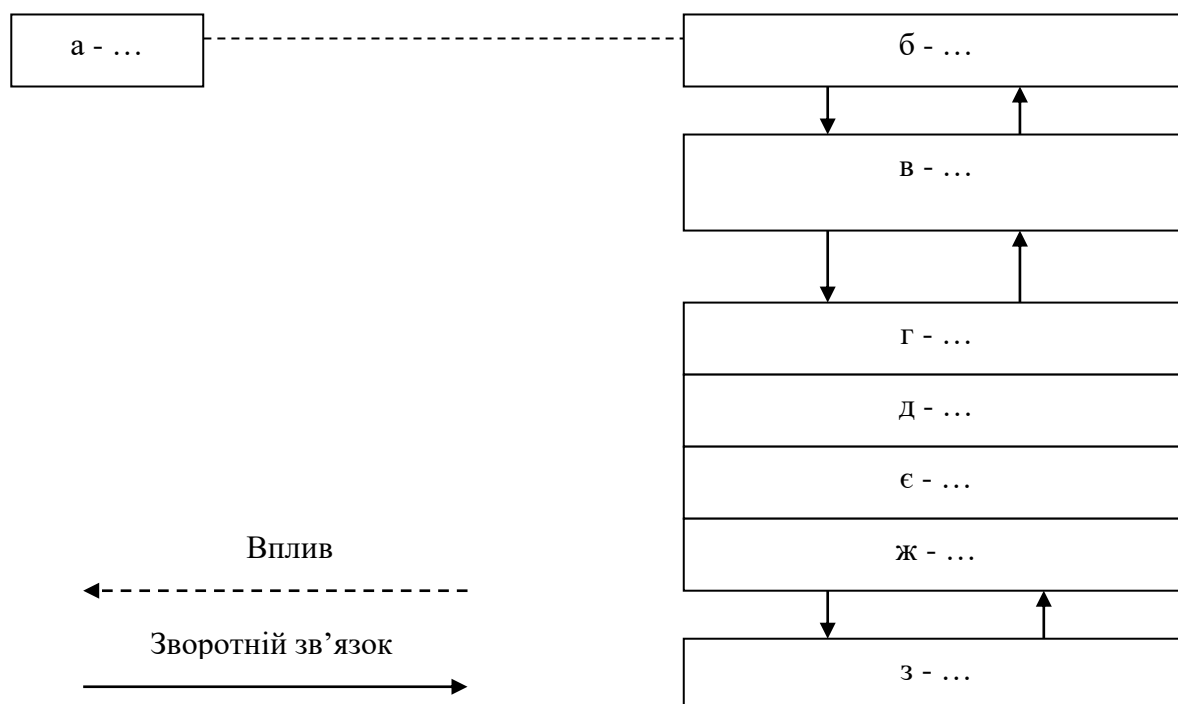 а - …
б - …
в - …
г - …
д - …
є - …
ж - …
Вплив
Зворотній зв’язок
з - …